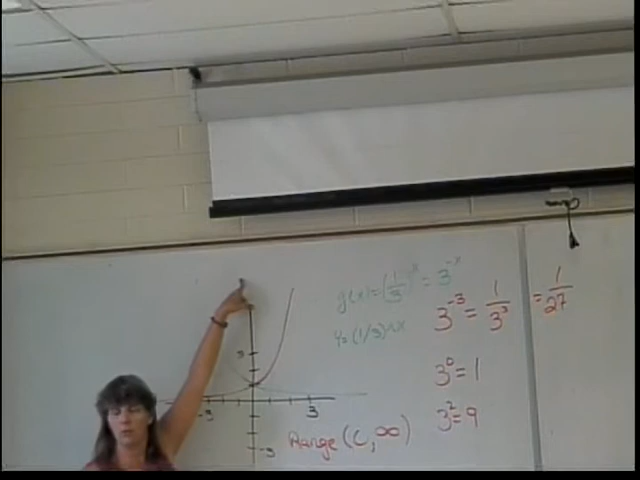 g(x) = (1/3)^x = 3^-x
y = (1/3)^x
3^-3 = 1/3^3 = 1/27
3^0 = 1
3^2 = 9
3
-3 3
-3
Range (0, ∞)